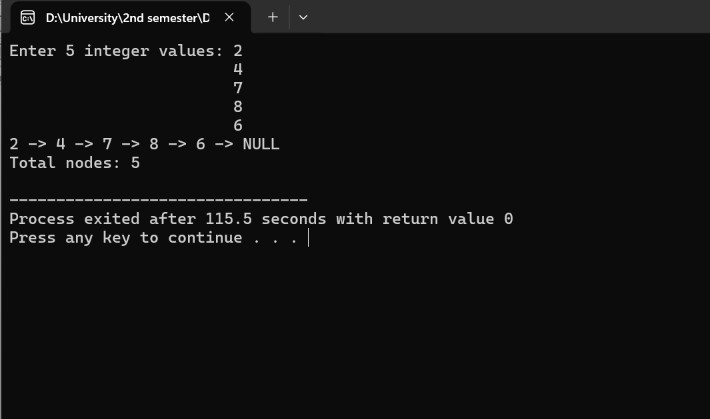 D:\University\2nd semester\D
Enter 5 integer values: 2
4
7
8
6
2 -> 4 -> 7 -> 8 -> 6 -> NULL
Total nodes: 5
--------------------------------
Process exited after 115.5 seconds with return value 0
Press any key to continue . . .